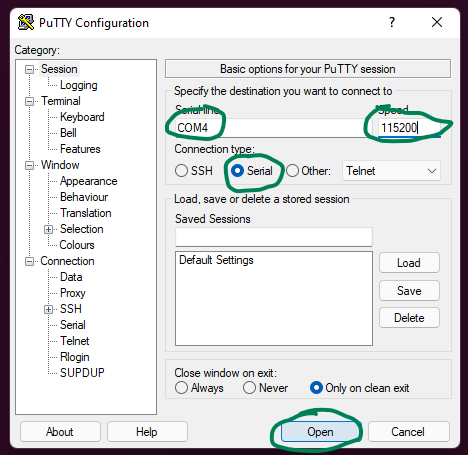 PuTTY Configuration
?
Category:
Session
Logging
Terminal
Keyboard
Bell
Features
Window
Appearance
Behaviour
Translation
Selection
Colours
Connection
Data
Proxy
SSH
Serial
Telnet
Rlogin
SUPDUP
Basic options for your PuTTY session
Specify the destination you want to connect to
Serial line Speed
COM4 115200
Connection type:
SSH Serial Other: Telnet
Load, save or delete a stored session
Saved Sessions
Default Settings
Load
Save
Delete
Close window on exit:
Always Never Only on clean exit
About Help Open Cancel